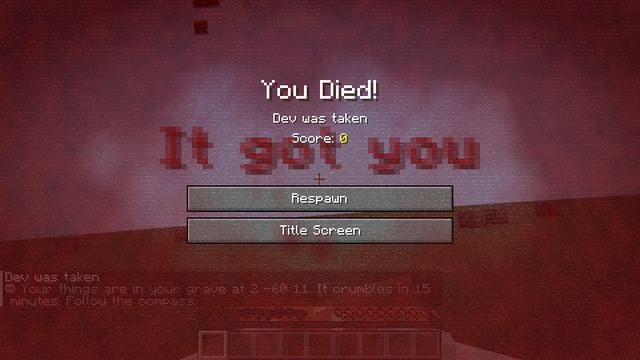 You Died!
Dev was taken
Score: 0
It got you
Respawn
Title Screen
Dev was taken
Your things are in your grave at 2 -60 11. It crumbles in 15
minutes. Follow the compass.